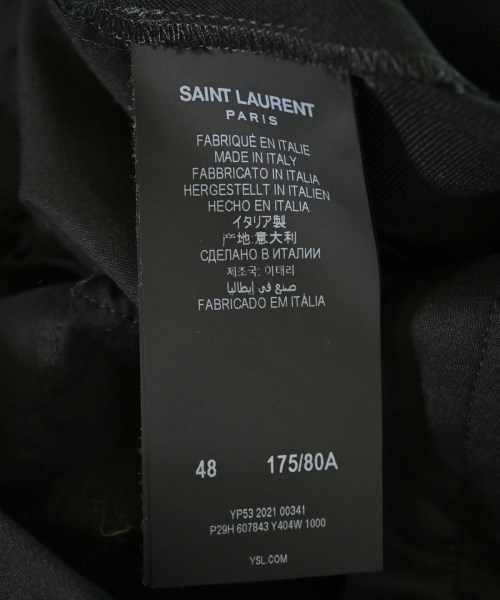 SAINT LAURENT
PARIS
FABRIQUÉ EN ITALIE
MADE IN ITALY
FABBRICATO IN ITALIA
HERGESTELLT IN ITALIEN
HECHO EN ITALIA
イタリア製
产地:意大利
СДЕЛАНО В ИТАЛИИ
제조국: 이태리
صنع في إيطاليا
FABRICADO EM ITÁLIA
48 175/80A
YP53 2021 00341
P29H 607843 Y404W 1000
YSL.COM